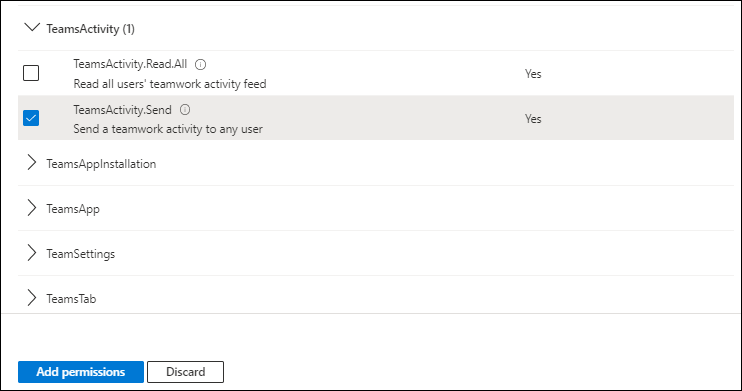 TeamsActivity (1)
TeamsActivity.Read.All
Read all users' teamwork activity feed
Yes
TeamsActivity.Send
Send a teamwork activity to any user
Yes
TeamsAppInstallation
TeamsApp
TeamSettings
TeamsTab
Add permissions
Discard